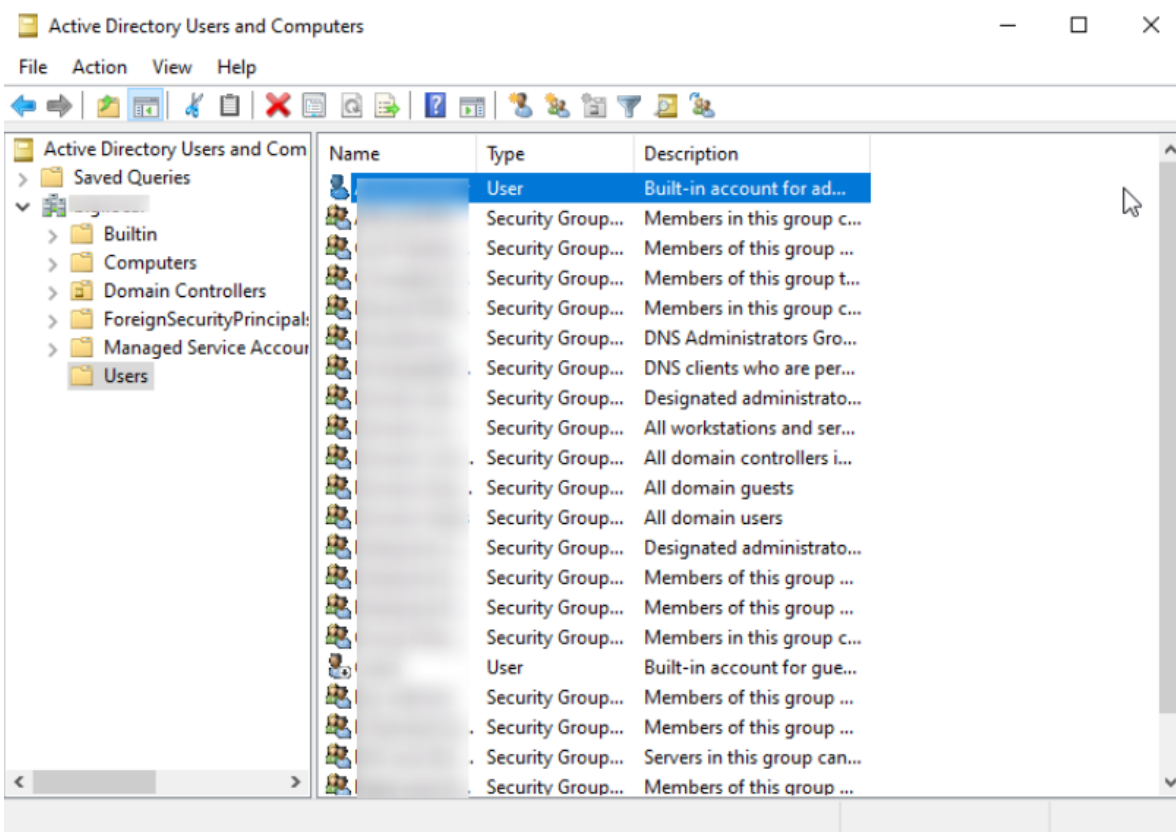 Active Directory Users and Computers
File Action View Help
Active Directory Users and Com
Saved Queries
Builtin
Computers
Domain Controllers
ForeignSecurityPrincipals
Managed Service Accour
Users
Name Type Description
User Built-in account for ad...
Security Group... Members in this group c...
Security Group... Members of this group ...
Security Group... Members of this group t...
Security Group... Members in this group c...
Security Group... DNS Administrators Gro...
Security Group... DNS clients who are per...
Security Group... Designated administrato...
Security Group... All workstations and ser...
Security Group... All domain controllers i...
Security Group... All domain guests
Security Group... All domain users
Security Group... Designated administrato...
Security Group... Members of this group ...
Security Group... Members of this group ...
Security Group... Members in this group c...
User Built-in account for gue...
Security Group... Members of this group ...
Security Group... Members of this group ...
Security Group... Servers in this group can...
Security Group... Members of this group ...